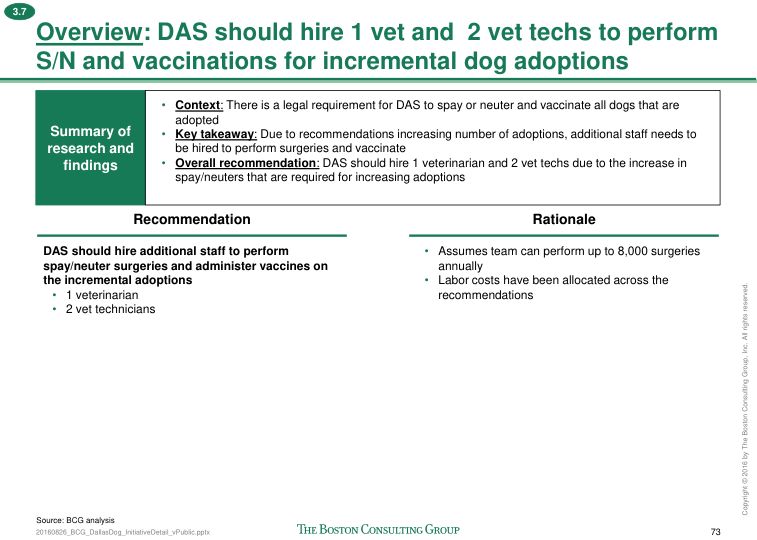 3.7
Overview: DAS should hire 1 vet and  2 vet techs to perform
S/N and vaccinations for incremental dog adoptions
Summary of
research and
findings
• Context: There is a legal requirement for DAS to spay or neuter and vaccinate all dogs that are
adopted
• Key takeaway: Due to recommendations increasing number of adoptions, additional staff needs to
be hired to perform surgeries and vaccinate
• Overall recommendation: DAS should hire 1 veterinarian and 2 vet techs due to the increase in
spay/neuters that are required for increasing adoptions
Recommendation
DAS should hire additional staff to perform
spay/neuter surgeries and administer vaccines on
the incremental adoptions
• 1 veterinarian
• 2 vet technicians
Rationale
• Assumes team can perform up to 8,000 surgeries
annually
• Labor costs have been allocated across the
recommendations
Copyright © 2016 by The Boston Consulting Group, Inc. All rights reserved.
Source: BCG analysis
20160826_BCG_DallasDog_InitiativeDetail_vPublic.pptx
THE BOSTON CONSULTING GROUP
73